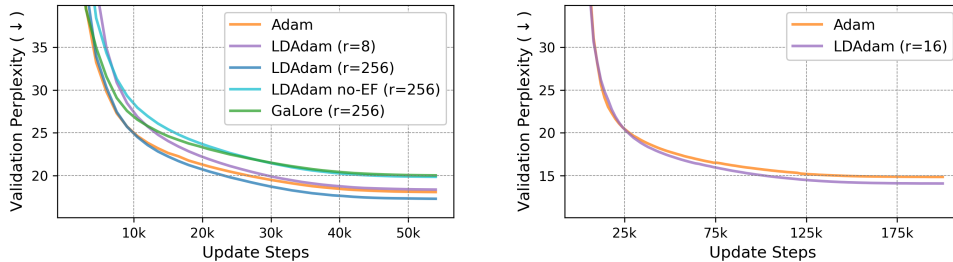 Validation Perplexity (↓)
35
30
25
20
10k 20k 30k 40k 50k
Update Steps
Adam
LDAdam (r=8)
LDAdam (r=256)
LDAdam no-EF (r=256)
GaLore (r=256)
Validation Perplexity (↓)
30
25
20
15
25k 75k 125k 175k
Update Steps
Adam
LDAdam (r=16)